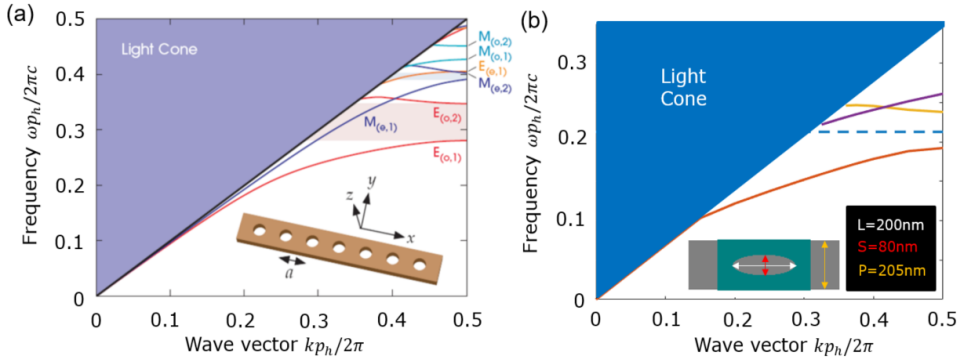 (a)
0.5
0.4
0.3
0.2
0.1
0
Frequency ωpₕ/2πc
Light Cone
M(o,2)
M(o,1)
E(e,1)
M(e,2)
E(o,2)
M(e,1)
E(o,1)
y
z
x
a
0
0.1
0.2
0.3
0.4
0.5
Wave vector kpₕ/2π
(b)
0.3
0.2
0.1
0
Frequency ωpₕ/2πc
Light
Cone
L=200nm
S=80nm
P=205nm
0
0.1
0.2
0.3
0.4
0.5
Wave vector kpₕ/2π